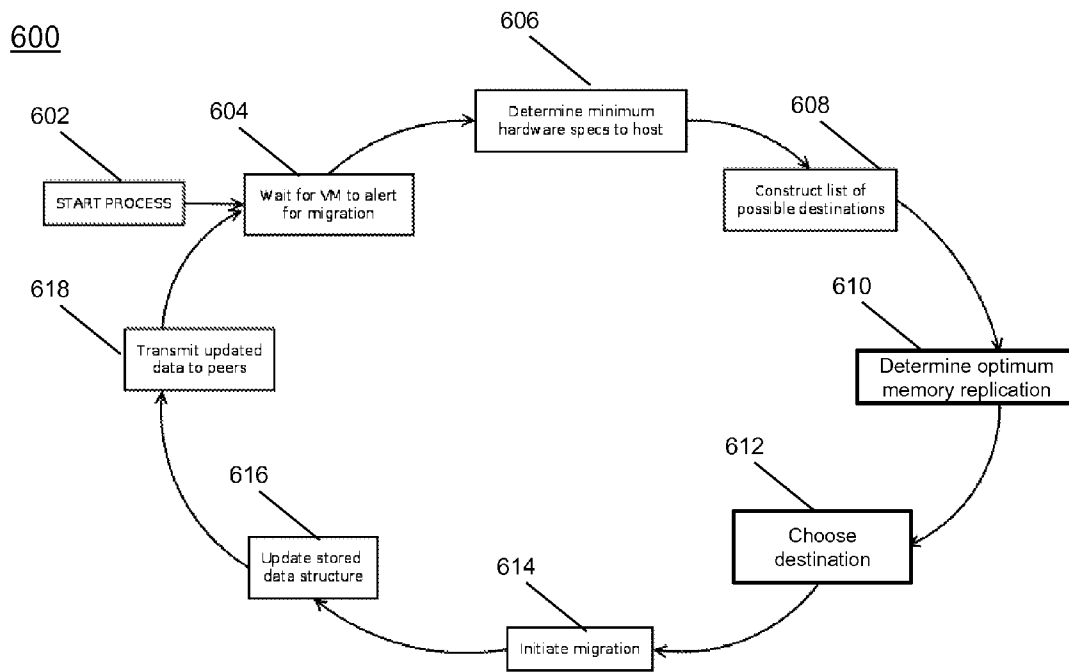 600
602
START PROCESS
604
Wait for VM to alert
for migration
606
Determine minimum
hardware specs to host
608
Construct list of
possible destinations
610
Determine optimum
memory replication
612
Choose
destination
614
Initiate migration
616
Update stored
data structure
618
Transmit updated
data to peers